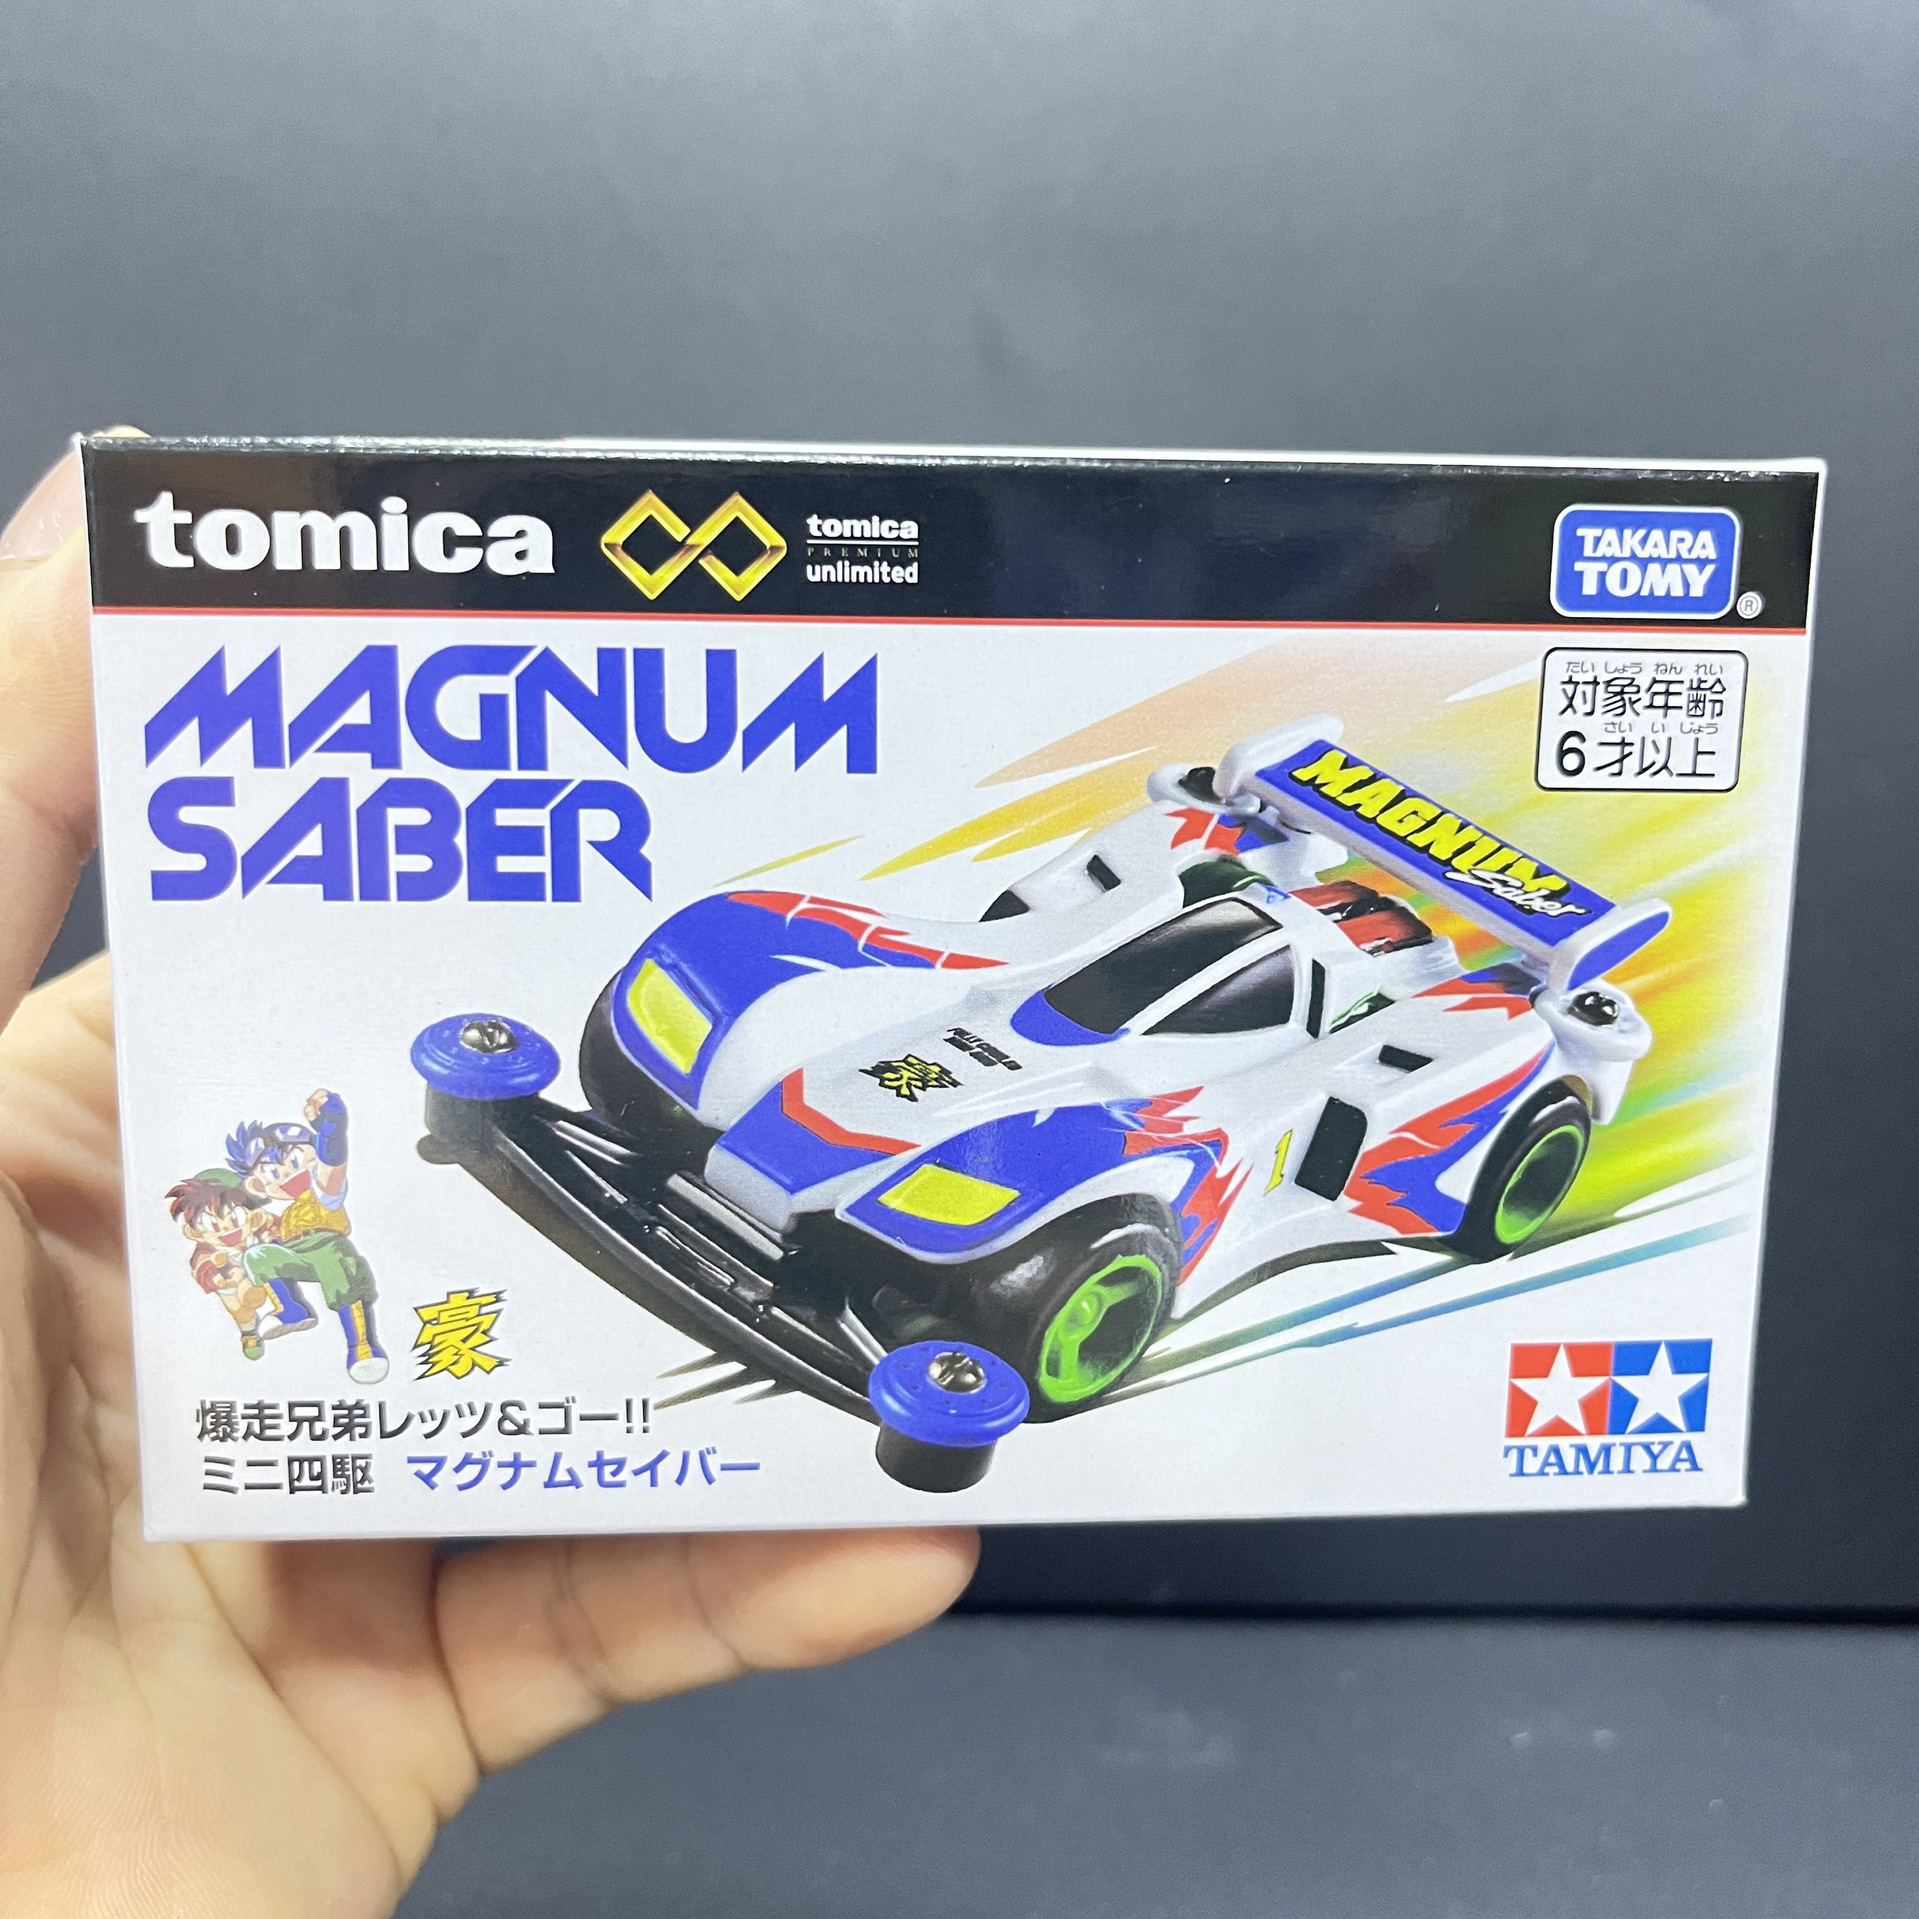 tomica
tomica
PREMIUM
unlimited
TAKARA
TOMY
®
MAGNUM
SABER
たいしょうねんれい
対象年齢
さいいじょう
6才以上
MAGNUM
Saber
豪
1
豪
爆走兄弟レッツ&ゴー!!
ミニ四駆 マグナムセイバー
TAMIYA